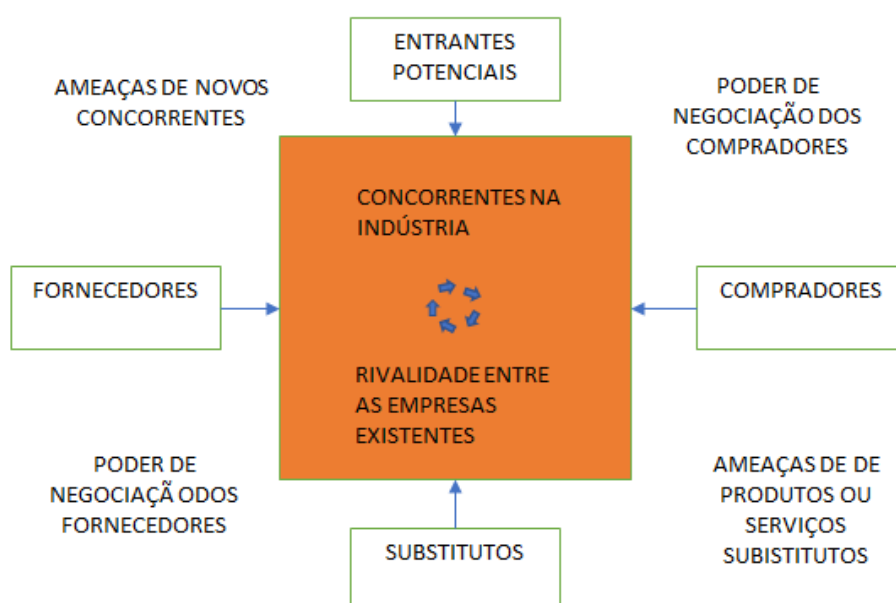 ENTRANTES
POTENCIAIS
AMEAÇAS DE NOVOS
CONCORRENTES
PODER DE
NEGOCIAÇÃO DOS
COMPRADORES
CONCORRENTES NA
INDÚSTRIA
FORNECEDORES
COMPRADORES
RIVALIDADE ENTRE
AS EMPRESAS
EXISTENTES
PODER DE
NEGOCIAÇÃ ODOS
FORNECEDORES
AMEAÇAS DE DE
PRODUTOS OU
SERVIÇOS
SUBISTITUTOS
SUBSTITUTOS